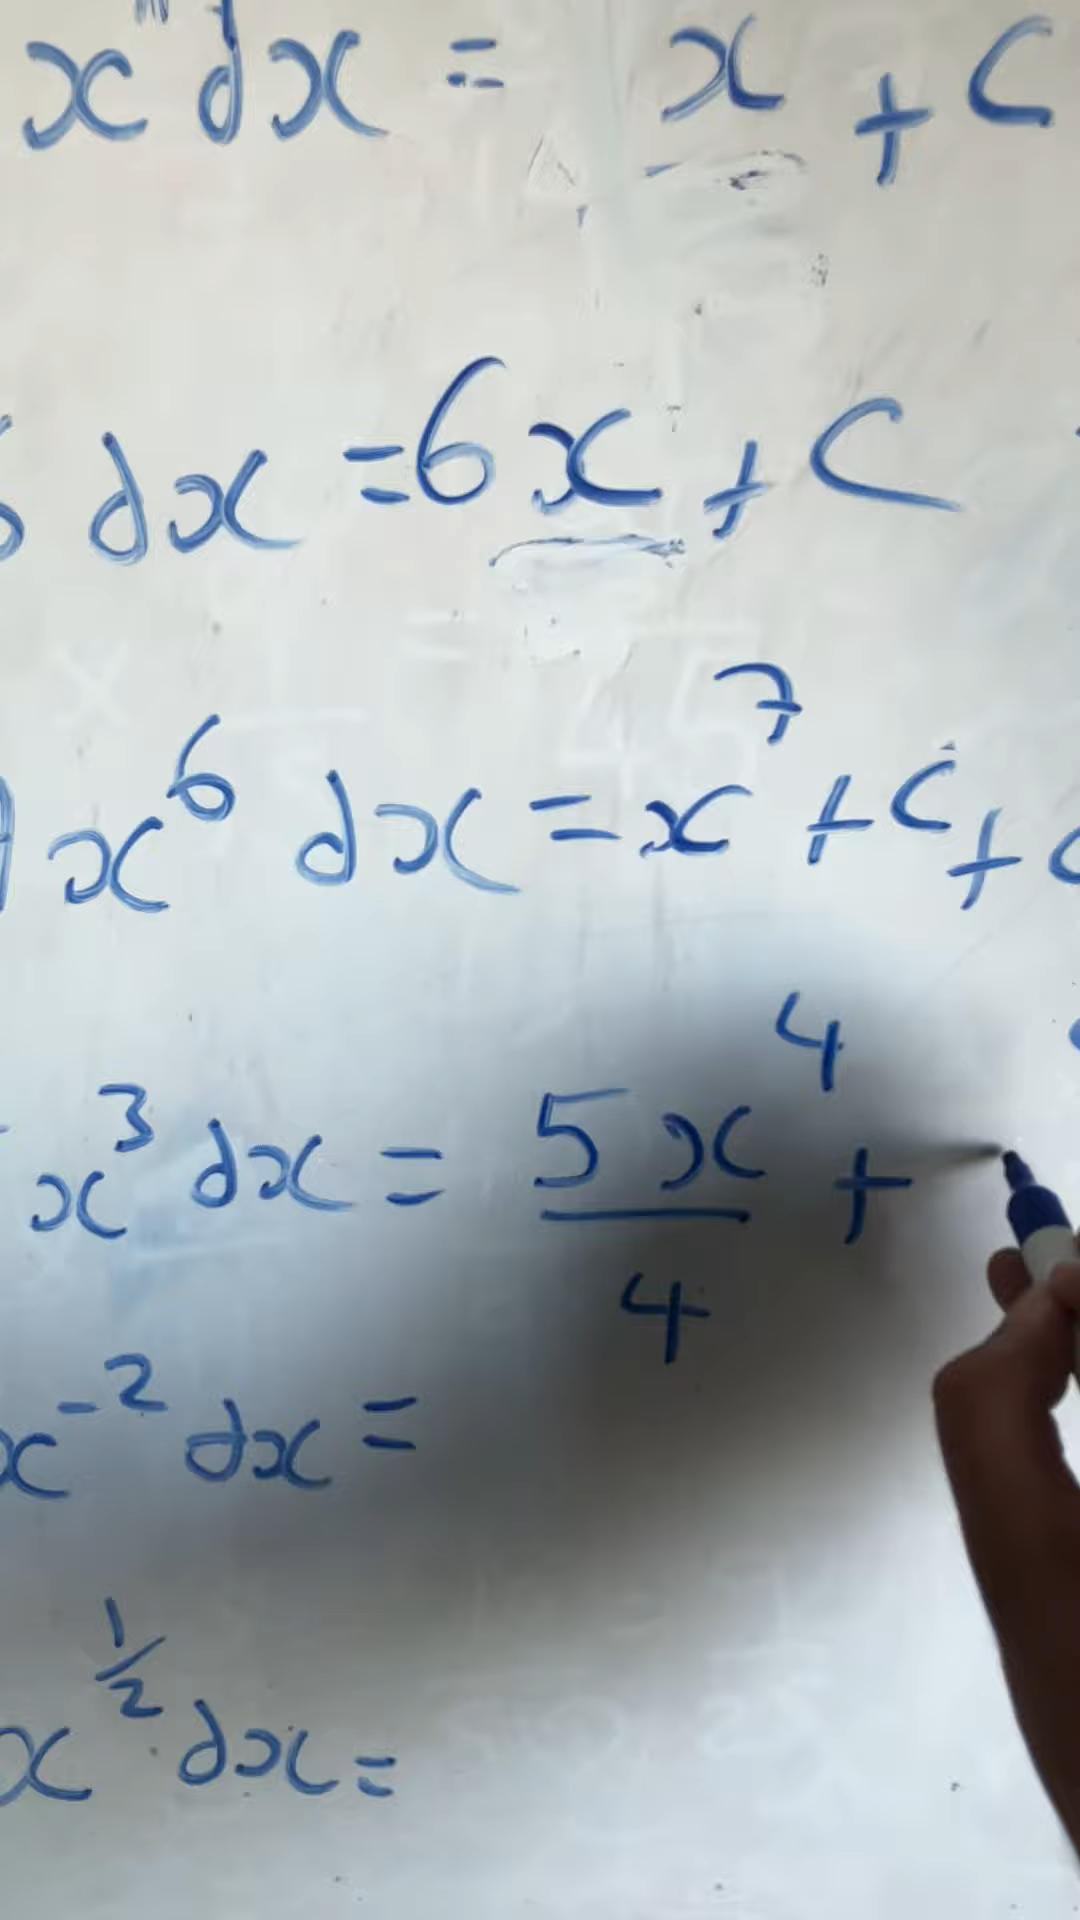 x dx = x + c
dx = 6x + c
x⁶ dx = x⁷ + c + c
x³ dx = 5x⁴/4 +
x⁻² dx =
x^½ dx =